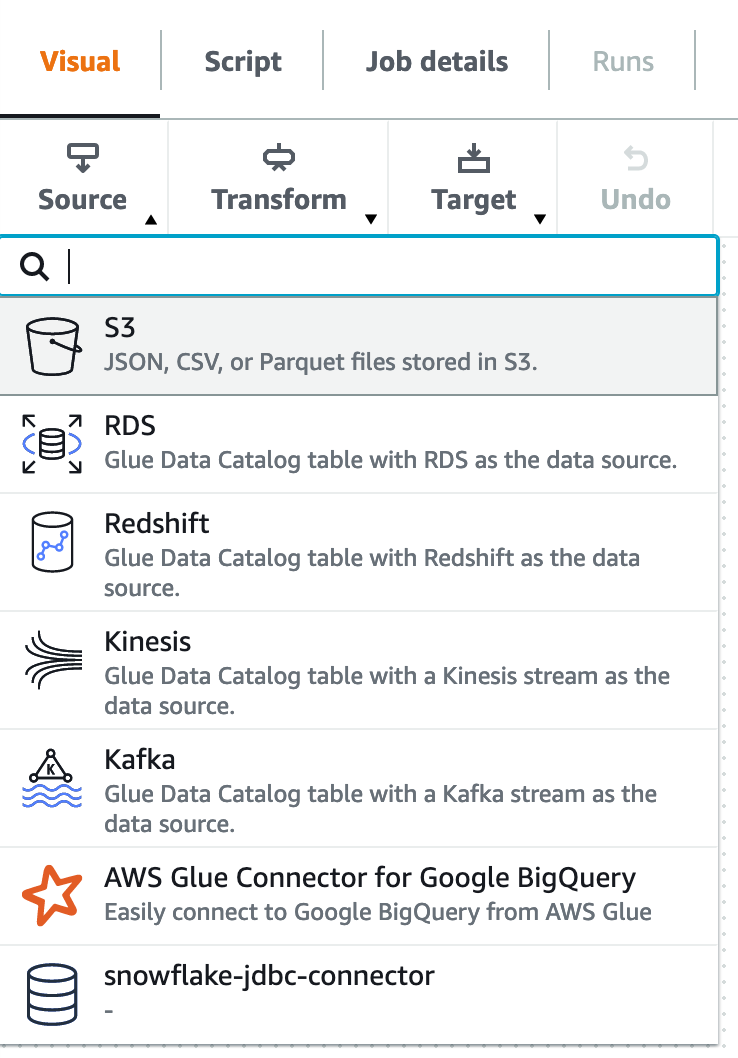 Visual Script Job details Runs
Source Transform Target Undo
S3
JSON, CSV, or Parquet files stored in S3.
RDS
Glue Data Catalog table with RDS as the data source.
Redshift
Glue Data Catalog table with Redshift as the data
source.
Kinesis
Glue Data Catalog table with a Kinesis stream as the
data source.
K
Kafka
Glue Data Catalog table with a Kafka stream as the
data source.
AWS Glue Connector for Google BigQuery
Easily connect to Google BigQuery from AWS Glue
snowflake-jdbc-connector
-